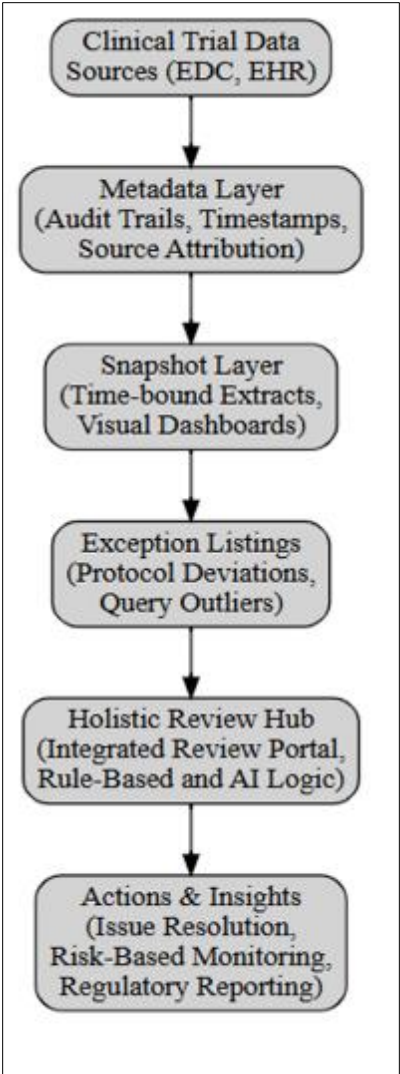 Clinical Trial Data
Sources (EDC, EHR)
Metadata Layer
(Audit Trails, Timestamps,
Source Attribution)
Snapshot Layer
(Time-bound Extracts,
Visual Dashboards)
Exception Listings
(Protocol Deviations,
Query Outliers)
Holistic Review Hub
(Integrated Review Portal,
Rule-Based and AI Logic)
Actions & Insights
(Issue Resolution,
Risk-Based Monitoring,
Regulatory Reporting)